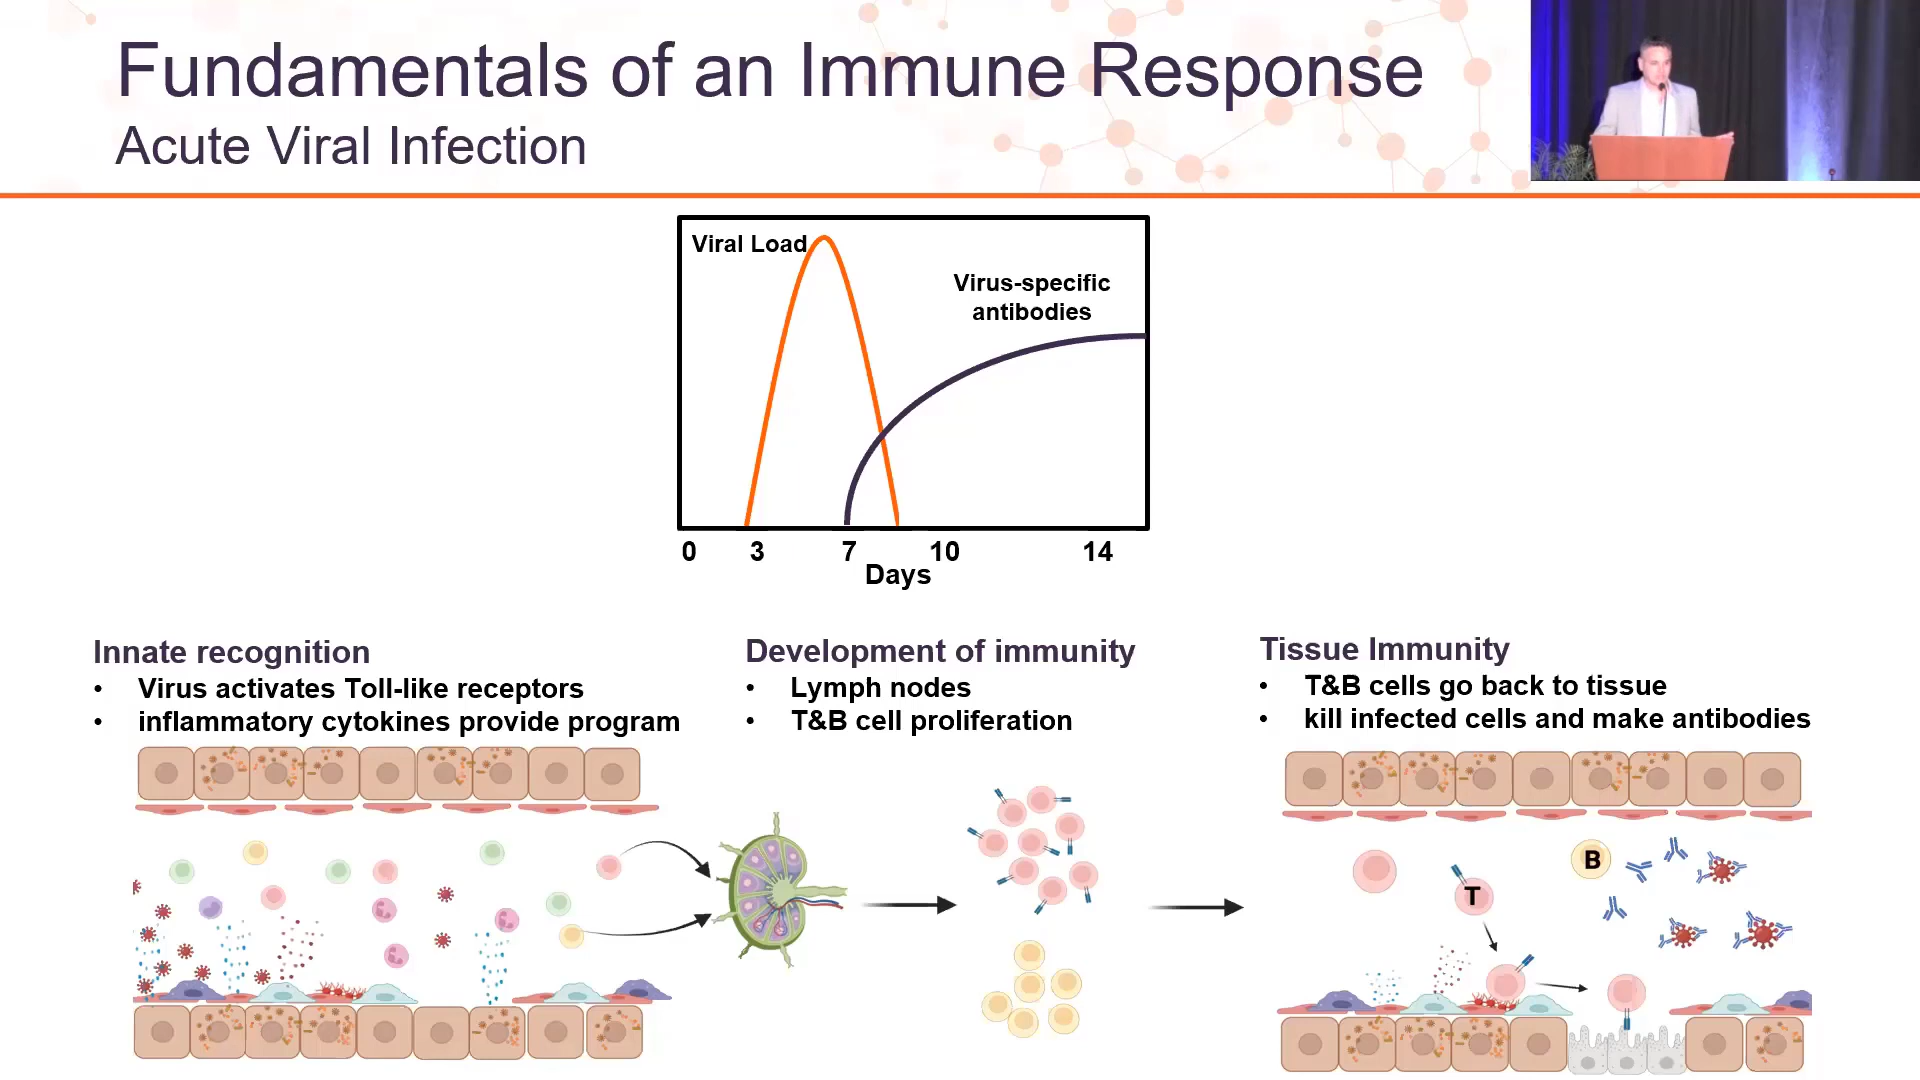 Fundamentals of an Immune Response
Acute Viral Infection
Viral Load
Virus-specific
antibodies
0 3 7 10 14
Days
Innate recognition
• Virus activates Toll-like receptors
• inflammatory cytokines provide program
Development of immunity
• Lymph nodes
• T&B cell proliferation
Tissue Immunity
• T&B cells go back to tissue
• kill infected cells and make antibodies
B
T